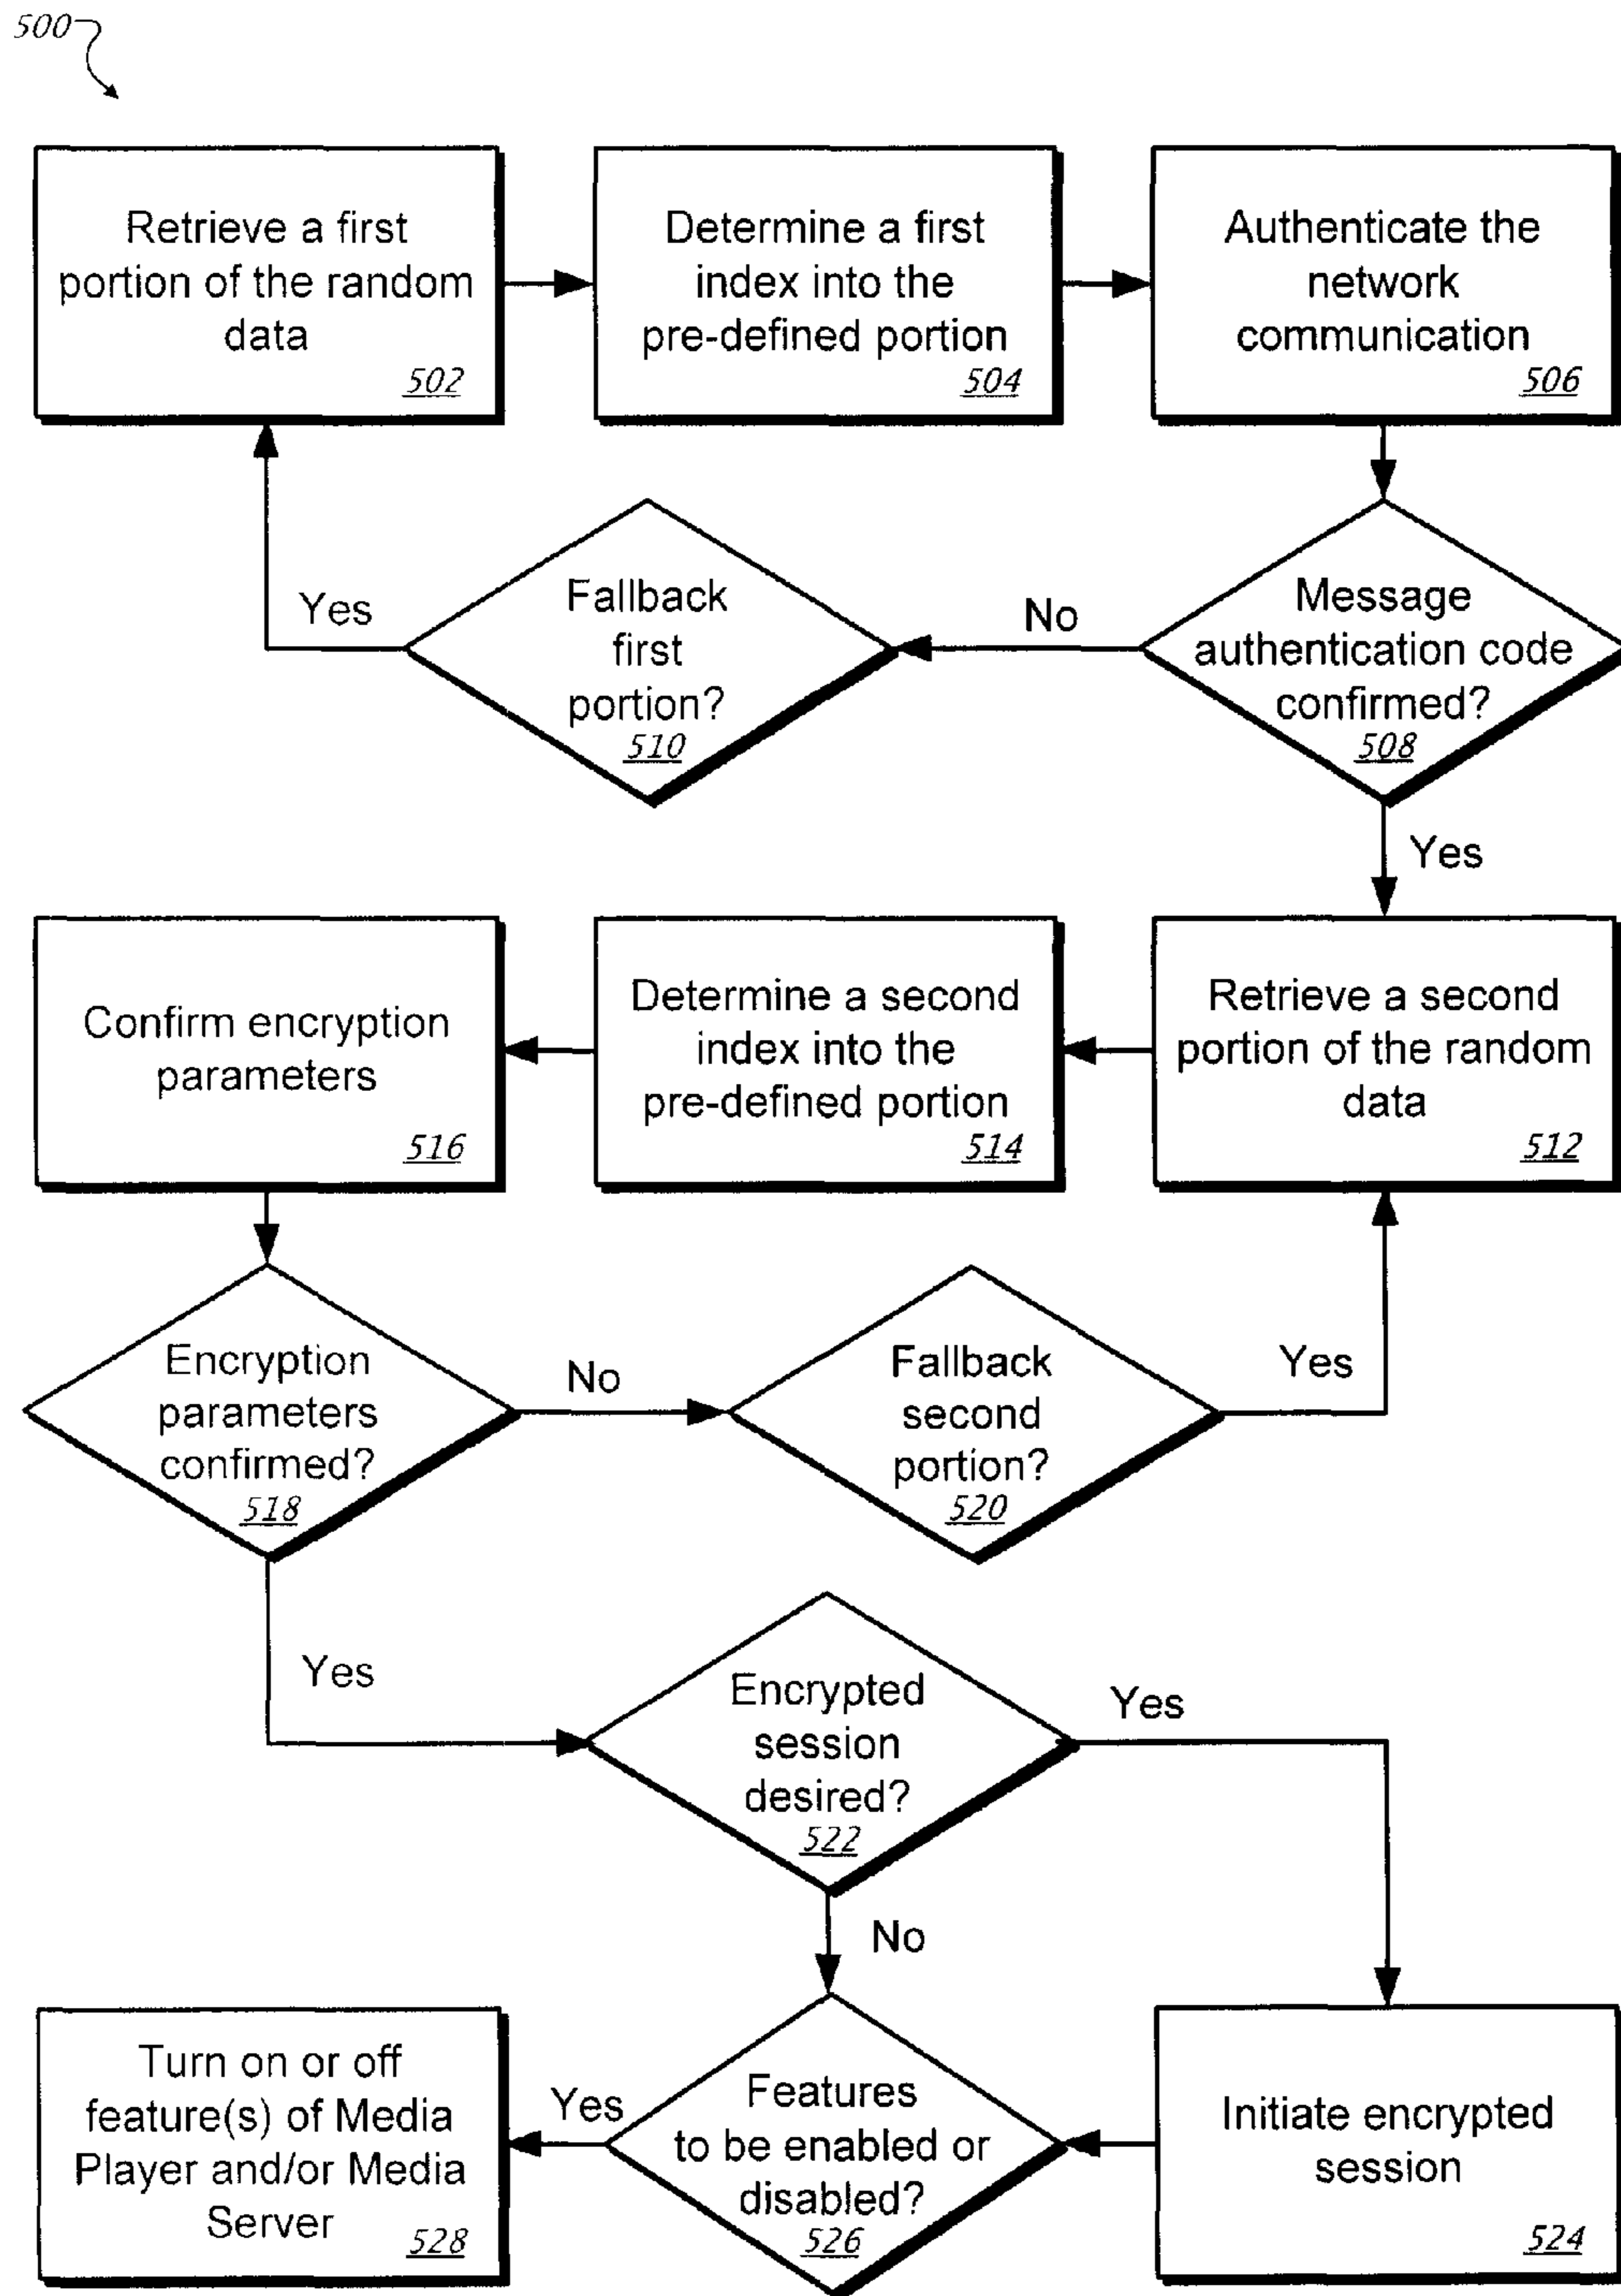 500
Retrieve a first
portion of the random
data
502
Determine a first
index into the
pre-defined portion
504
Authenticate the
network
communication
506
Yes
Fallback
first
portion?
510
No
Message
authentication code
confirmed?
508
Yes
Confirm encryption
parameters
516
Determine a second
index into the
pre-defined portion
514
Retrieve a second
portion of the random
data
512
Encryption
parameters
confirmed?
518
No
Fallback
second
portion?
520
Yes
Yes
Encrypted
session
desired?
522
Yes
No
Turn on or off
feature(s) of Media
Player and/or Media
Server
528
Yes
Features
to be enabled or
disabled?
526
Initiate encrypted
session
524